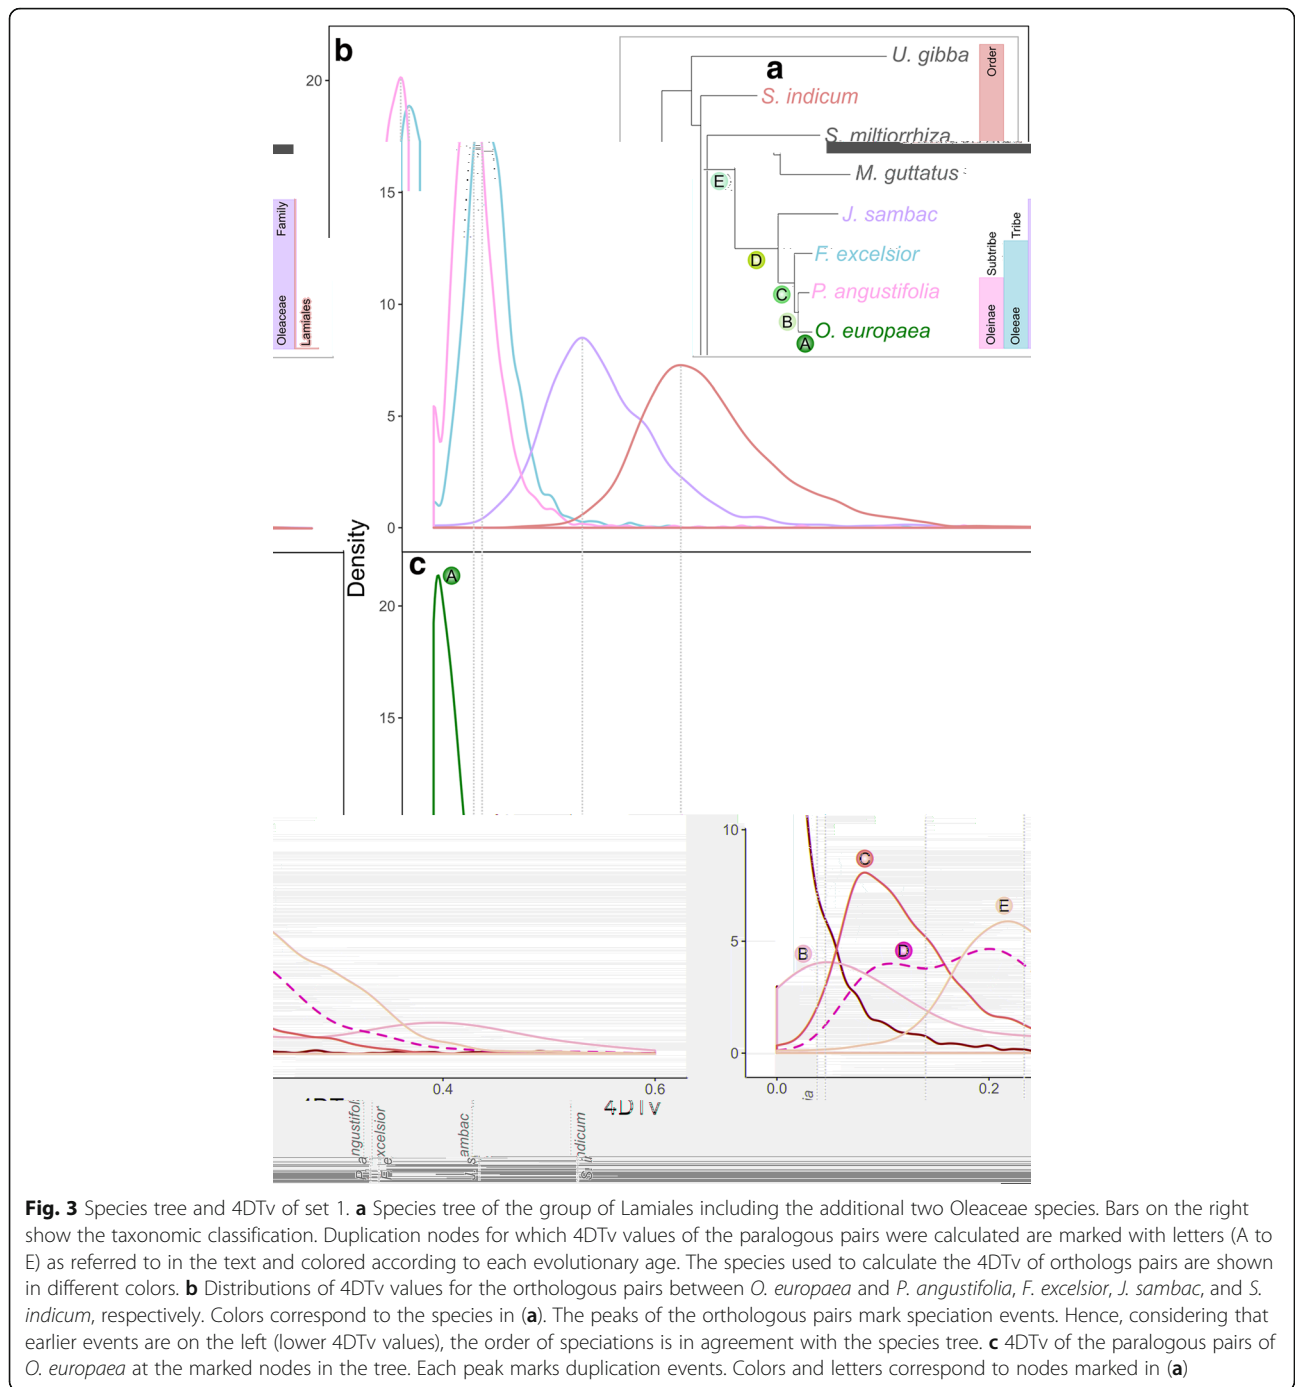 b
a
U. gibba
Order
20
S. indicum
S. miltiorrhiza
M. guttatus
15
E
Family
J. sambac
Tribe
Subtribe
F. excelsior
D
C
P. angustifolia
10
B
O. europaea
A
Oleaceae
Lamiales
Oleinae
Oleeae
5
0
Density
c
A
20
15
10
C
E
B
D
5
0
0.4
0.6
0.0
0.2
4DTv
Fig. 3 Species tree and 4DTv of set 1. a Species tree of the group of Lamiales including the additional two Oleaceae species. Bars on the right
show the taxonomic classification. Duplication nodes for which 4DTv values of the paralogous pairs were calculated are marked with letters (A to
E) as referred to in the text and colored according to each evolutionary age. The species used to calculate the 4DTv of orthologs pairs are shown
in different colors. b Distributions of 4DTv values for the orthologous pairs between O. europaea and P. angustifolia, F. excelsior, J. sambac, and S.
indicum, respectively. Colors correspond to the species in (a). The peaks of the orthologous pairs mark speciation events. Hence, considering that
earlier events are on the left (lower 4DTv values), the order of speciations is in agreement with the species tree. c 4DTv of the paralogous pairs of
O. europaea at the marked nodes in the tree. Each peak marks duplication events. Colors and letters correspond to nodes marked in (a)